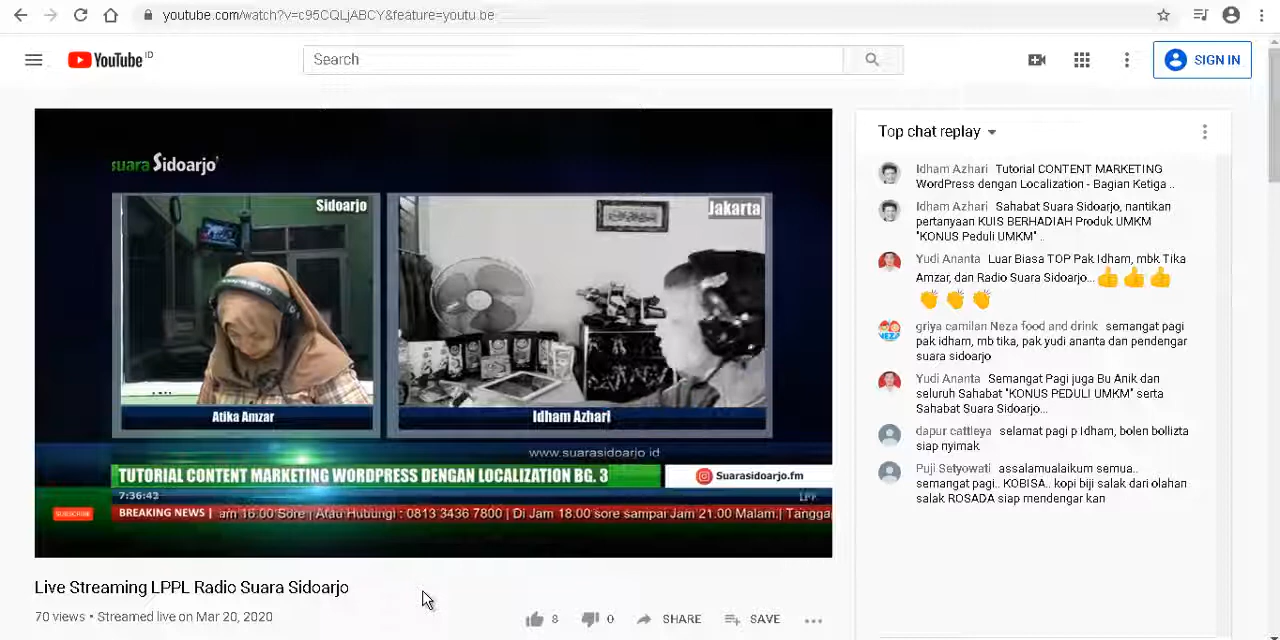 youtube.com/watch?v=c95CQLjABCY&feature=youtu.be
YouTube ID
Search
SIGN IN
suara Sidoarjo
Sidoarjo
Jakarta
Atika Amzar
Idham Azhari
www.suarasidoarjo.id
TUTORIAL CONTENT MARKETING WORDPRESS DENGAN LOCALIZATION BG. 3
Suarasidoarjo.fm
7:36:42
LPP
SUBSCRIBE
BREAKING NEWS | am 16.00 Sore | Atau Hubungi : 0813 3436 7800 | Di Jam 18.00 sore sampai Jam 21.00 Malam.| Tangga
Live Streaming LPPL Radio Suara Sidoarjo
70 views • Streamed live on Mar 20, 2020
8
0
SHARE
SAVE
Top chat replay
Idham Azhari Tutorial CONTENT MARKETING
WordPress dengan Localization - Bagian Ketiga ..
Idham Azhari Sahabat Suara Sidoarjo, nantikan
pertanyaan KUIS BERHADIAH Produk UMKM
"KONUS Peduli UMKM" ..
Yudi Ananta Luar Biasa TOP Pak Idham, mbk Tika
Amzar, dan Radio Suara Sidoarjo...
griya camilan Neza food and drink semangat pagi
pak idham, mb tika, pak yudi ananta dan pendengar
suara sidoarjo
Yudi Ananta Semangat Pagi juga Bu Anik dan
seluruh Sahabat "KONUS PEDULI UMKM" serta
Sahabat Suara Sidoarjo...
dapur cattleya selamat pagi p Idham, bolen bollizta
siap nyimak
Puji Setyowati assalamualaikum semua..
semangat pagi.. KOBISA.. kopi biji salak dari olahan
salak ROSADA siap mendengar kan